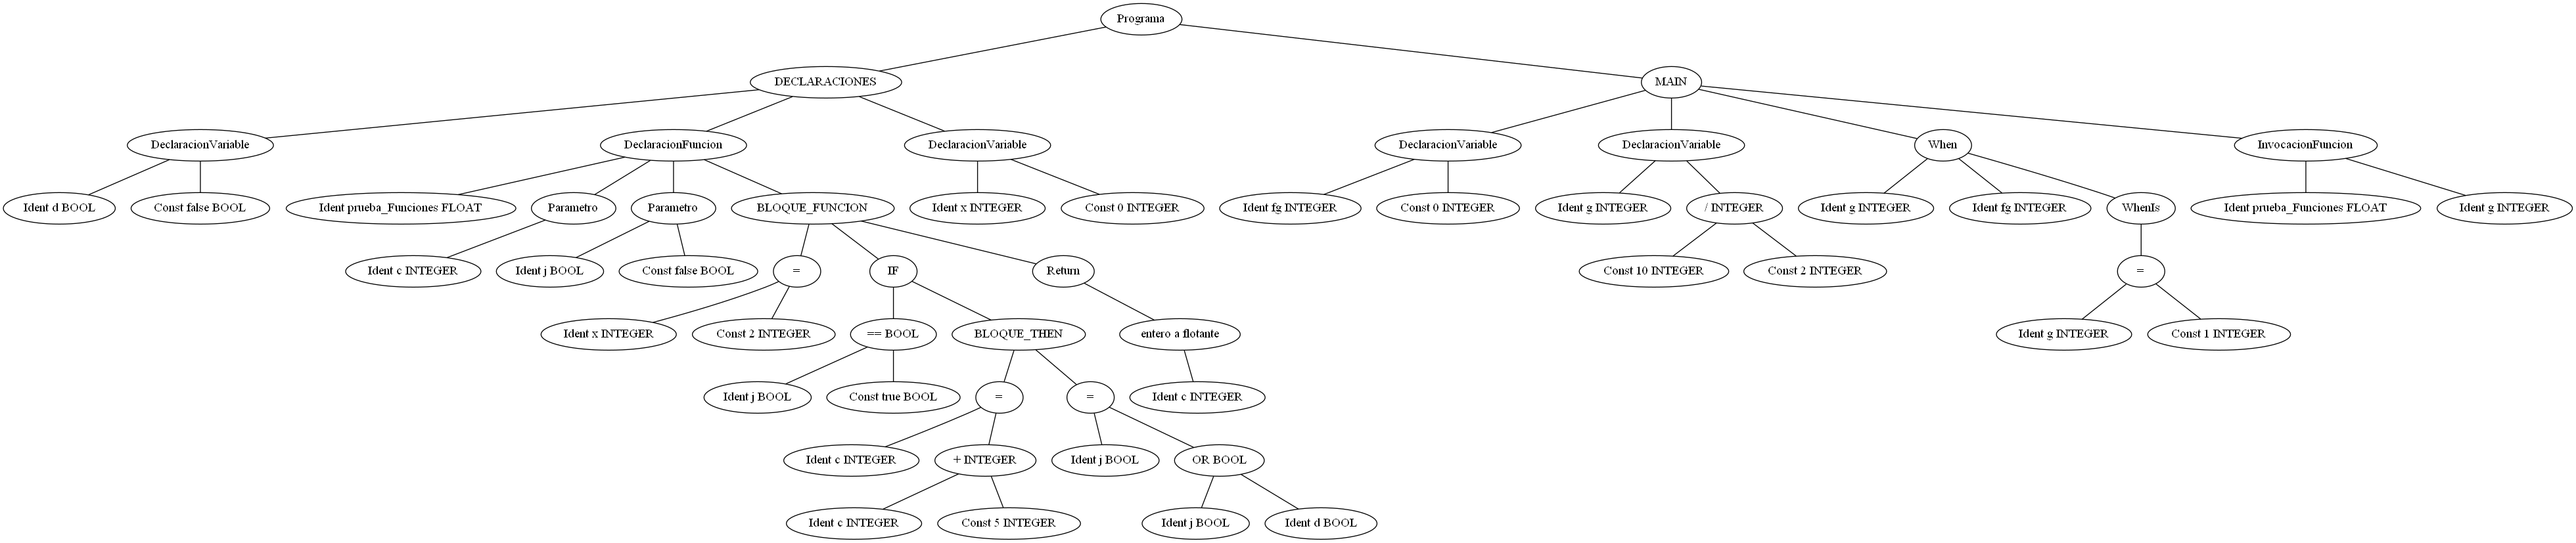 Programa
DECLARACIONES
MAIN
DeclaracionVariable
DeclaracionFuncion
DeclaracionVariable
DeclaracionVariable
DeclaracionVariable
When
InvocacionFuncion
Ident d BOOL
Const false BOOL
Ident prueba_Funciones FLOAT
Parametro
Parametro
BLOQUE_FUNCION
Ident x INTEGER
Const 0 INTEGER
Ident fg INTEGER
Const 0 INTEGER
Ident g INTEGER
/ INTEGER
Ident g INTEGER
Ident fg INTEGER
WhenIs
Ident prueba_Funciones FLOAT
Ident g INTEGER
Ident c INTEGER
Ident j BOOL
Const false BOOL
=
IF
Return
Const 10 INTEGER
Const 2 INTEGER
=
Ident x INTEGER
Const 2 INTEGER
== BOOL
BLOQUE_THEN
entero a flotante
Ident g INTEGER
Const 1 INTEGER
Ident j BOOL
Const true BOOL
=
=
Ident c INTEGER
Ident c INTEGER
+ INTEGER
Ident j BOOL
OR BOOL
Ident c INTEGER
Const 5 INTEGER
Ident j BOOL
Ident d BOOL